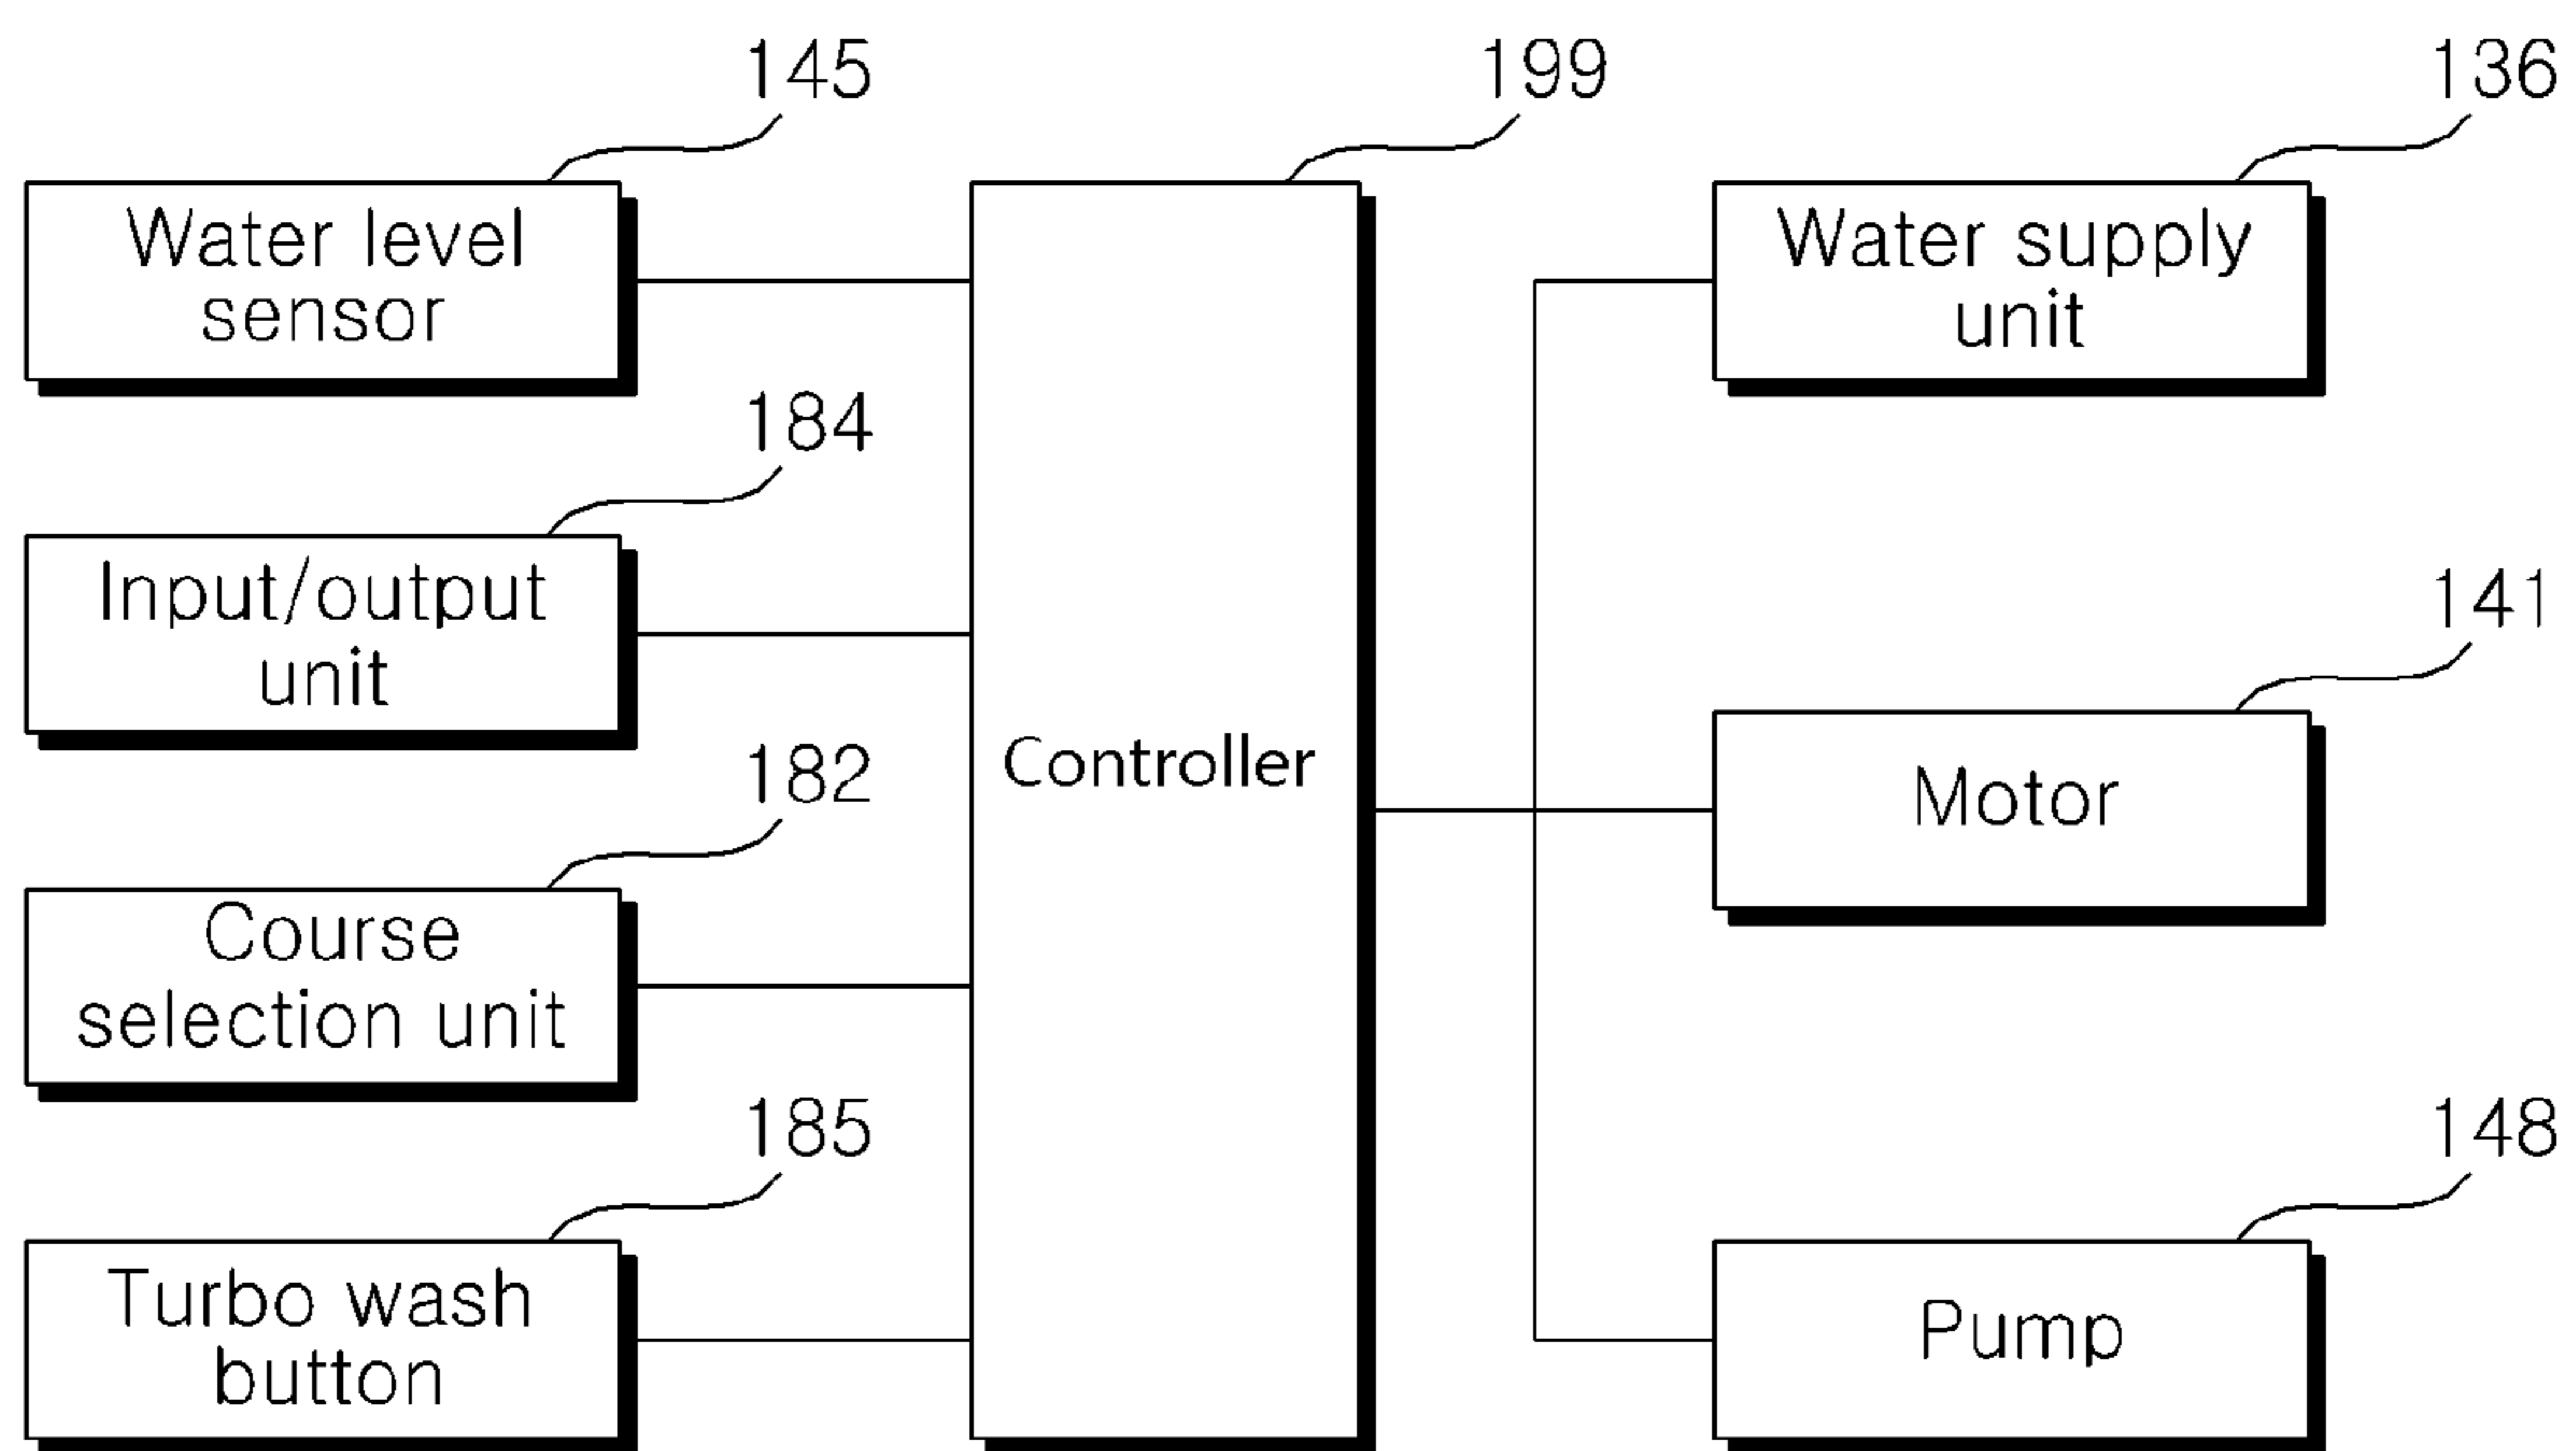 145
199
136
Water level
sensor
Water supply
unit
184
Input/output
unit
141
182
Controller
Motor
Course
selection unit
185
148
Turbo wash
button
Pump